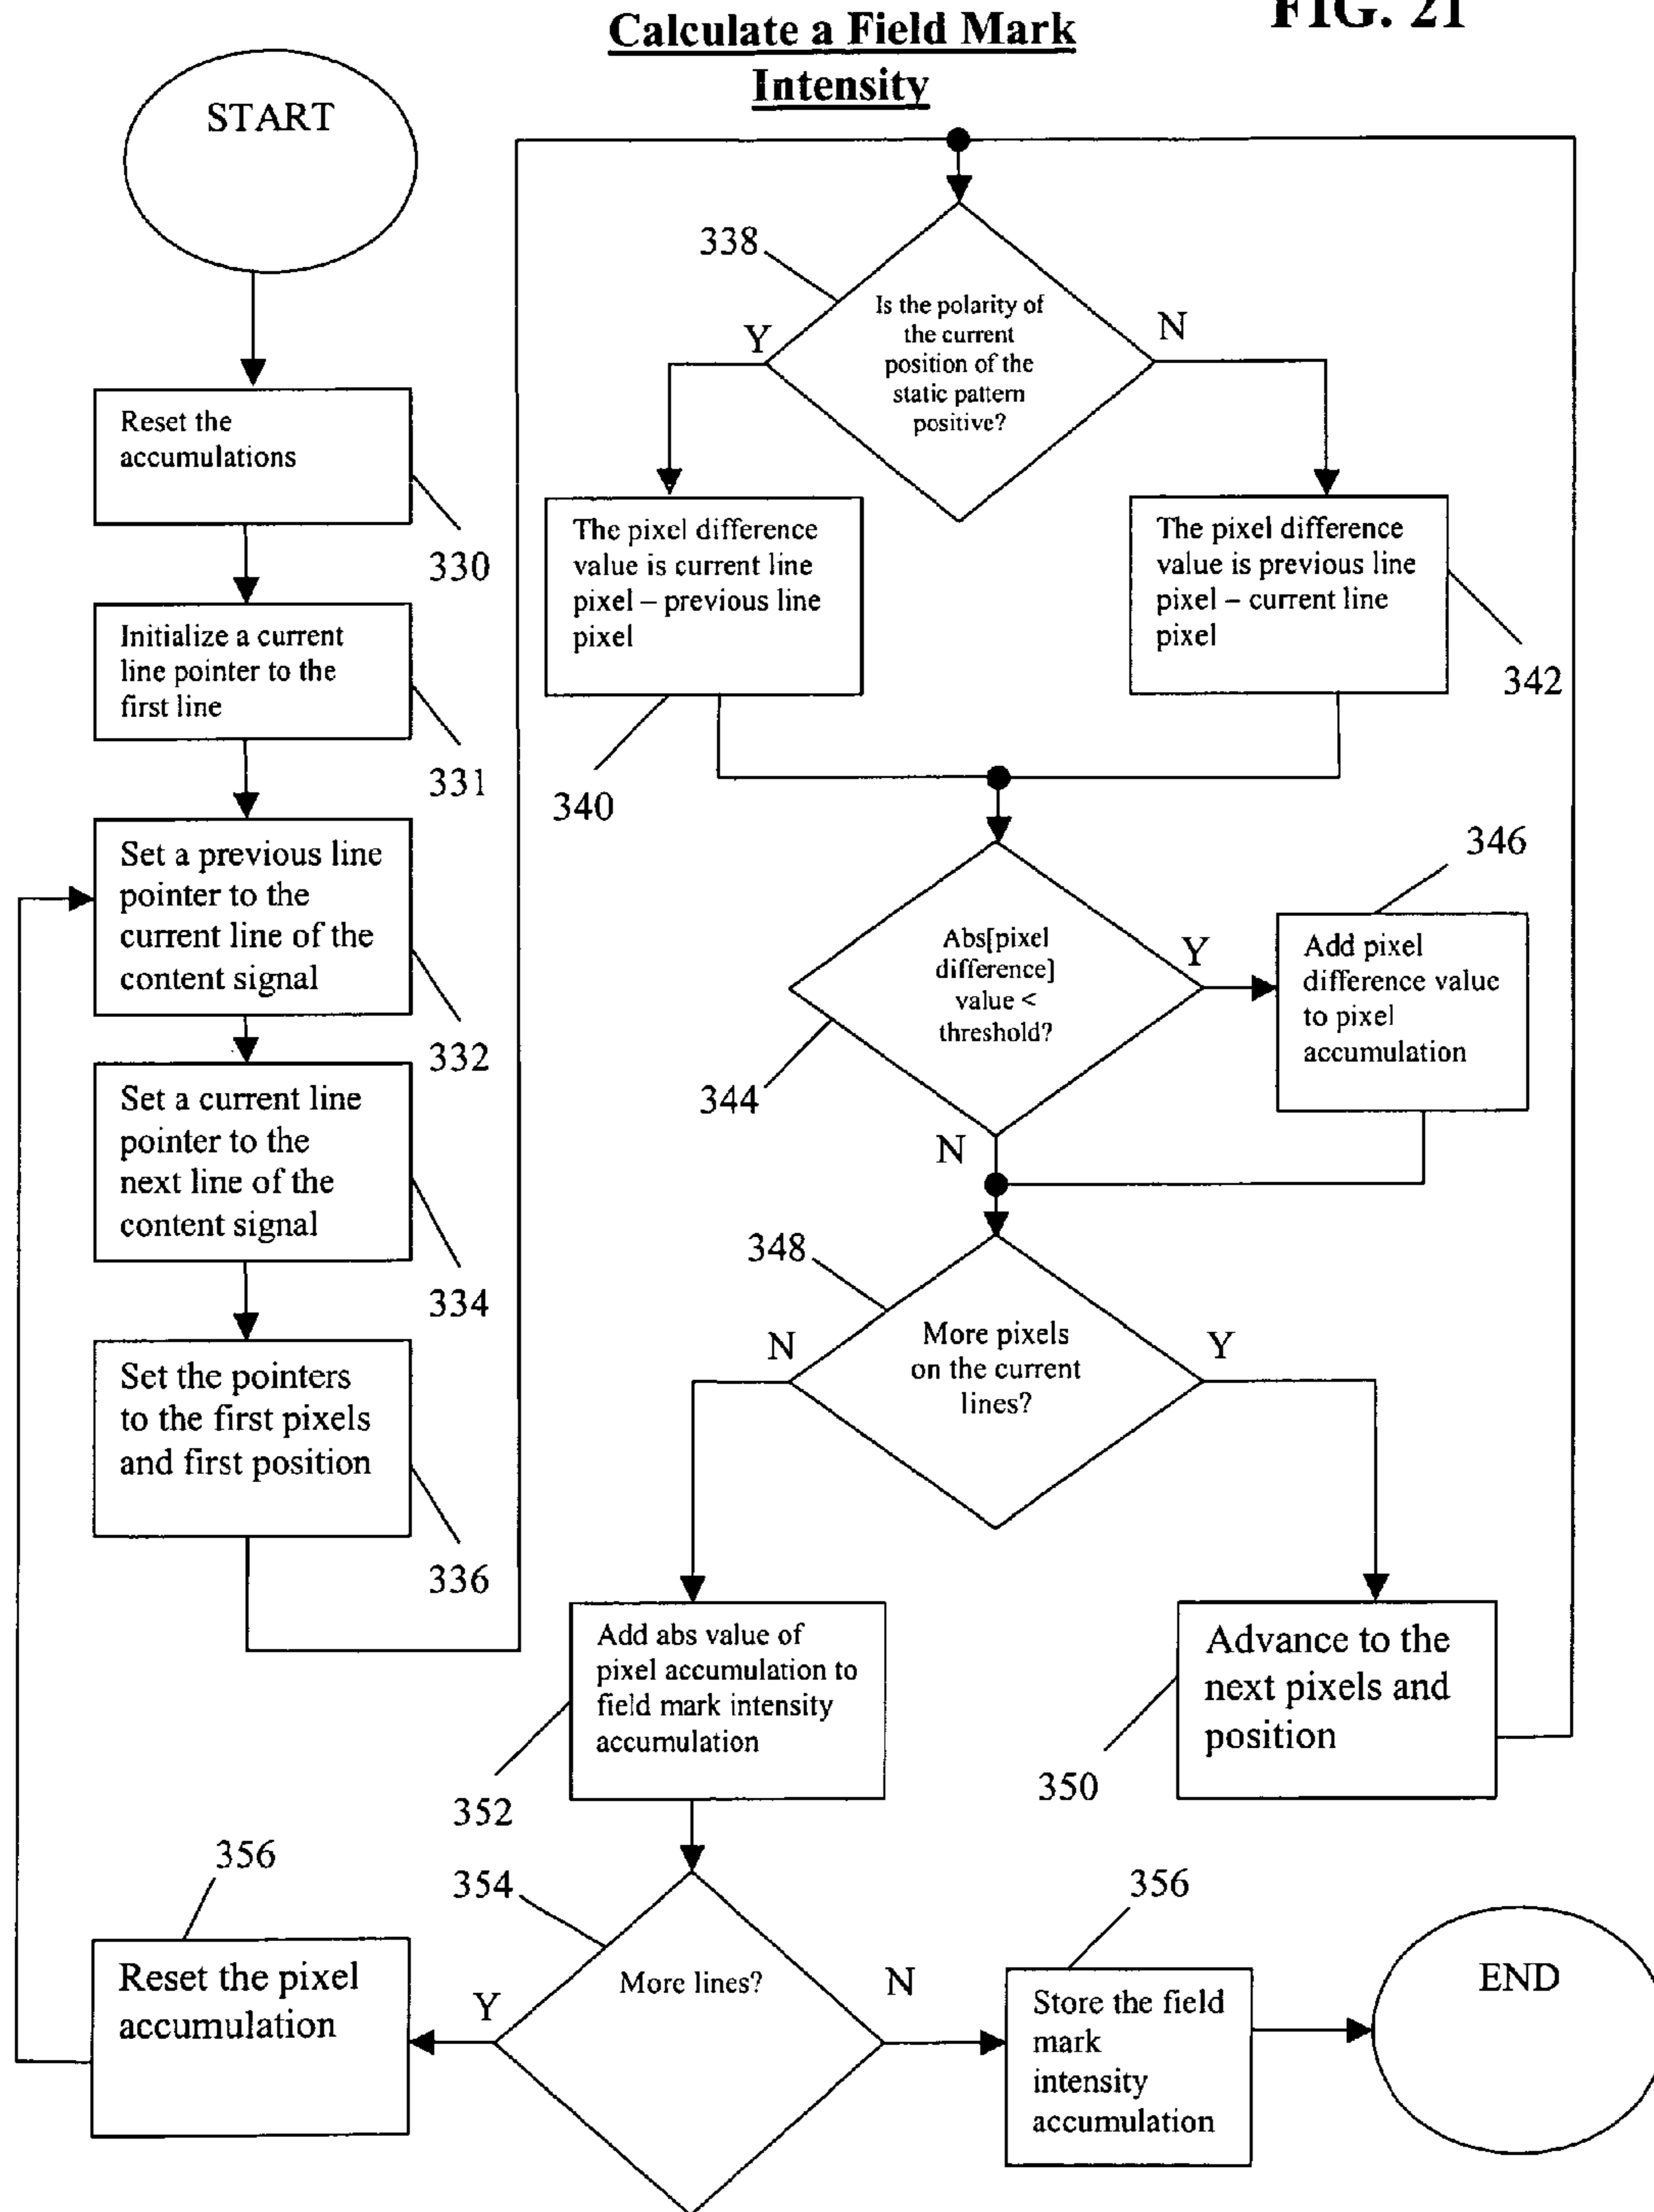 FIG. 21
Calculate a Field Mark
Intensity
START
Reset the
accumulations
330
Initialize a current
line pointer to the
first line
331
Set a previous line
pointer to the
current line of the
content signal
332
Set a current line
pointer to the
next line of the
content signal
334
Set the pointers
to the first pixels
and first position
336
338
Is the polarity of
the current
position of the
static pattern
positive?
Y
N
The pixel difference
value is current line
pixel – previous line
pixel
340
The pixel difference
value is previous line
pixel – current line
pixel
342
Abs[pixel
difference]
value <
threshold?
344
Y
N
346
Add pixel
difference value
to pixel
accumulation
348
More pixels
on the current
lines?
N
Y
Add abs value of
pixel accumulation to
field mark intensity
accumulation
352
Advance to the
next pixels and
position
350
354
More lines?
Y
N
356
Reset the pixel
accumulation
356
Store the field
mark
intensity
accumulation
END